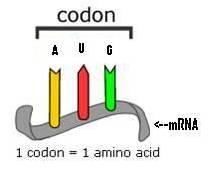 codon
A U G
<--mRNA
1 codon = 1 amino acid